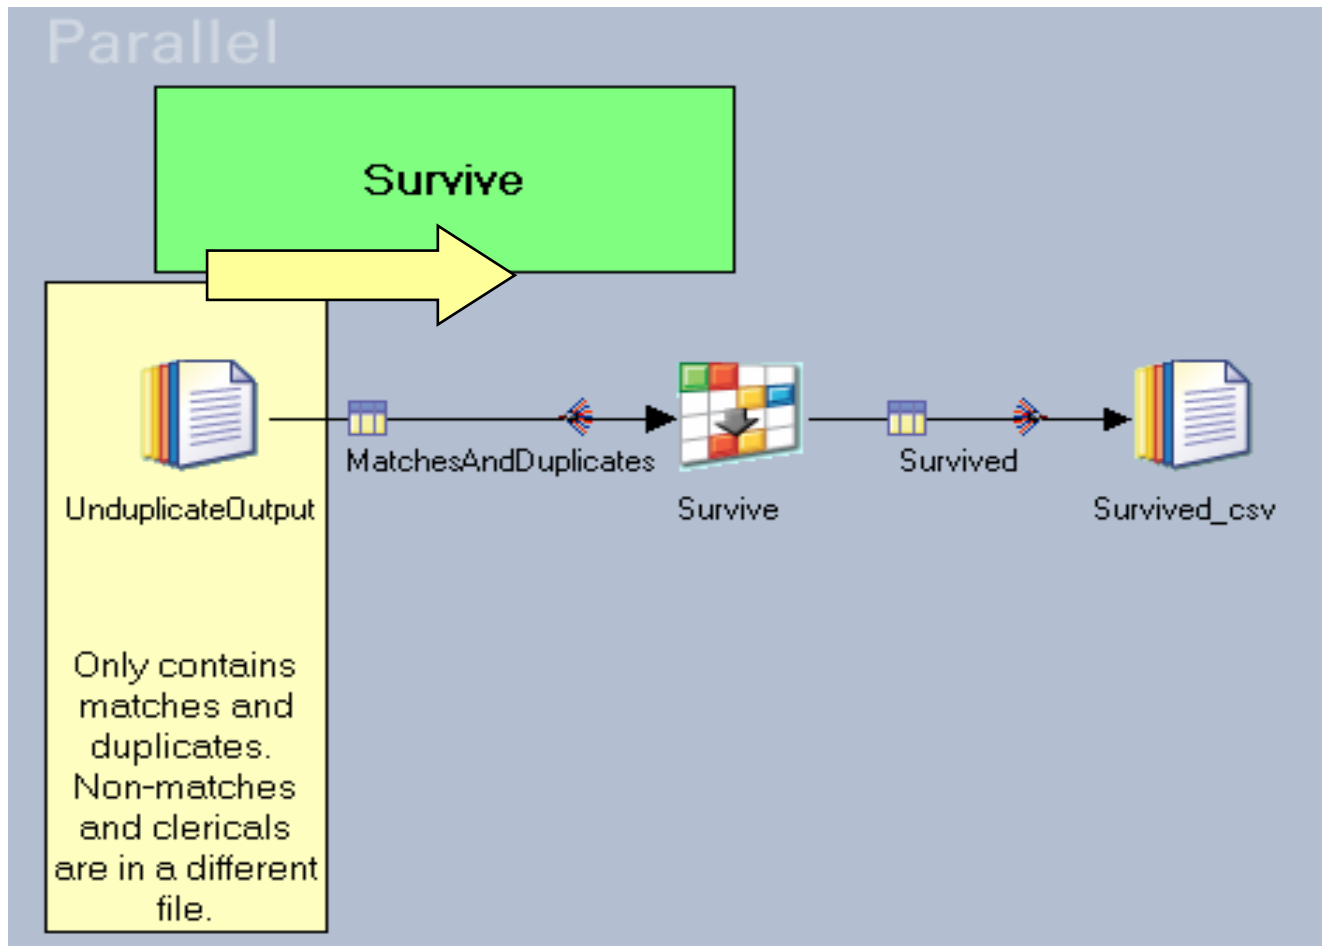 Parallel
Survive
MatchesAndDuplicates
Survived
UnduplicateOutput
Survive
Survived_csv
Only contains
matches and
duplicates.
Non-matches
and clericals
are in a different
file.